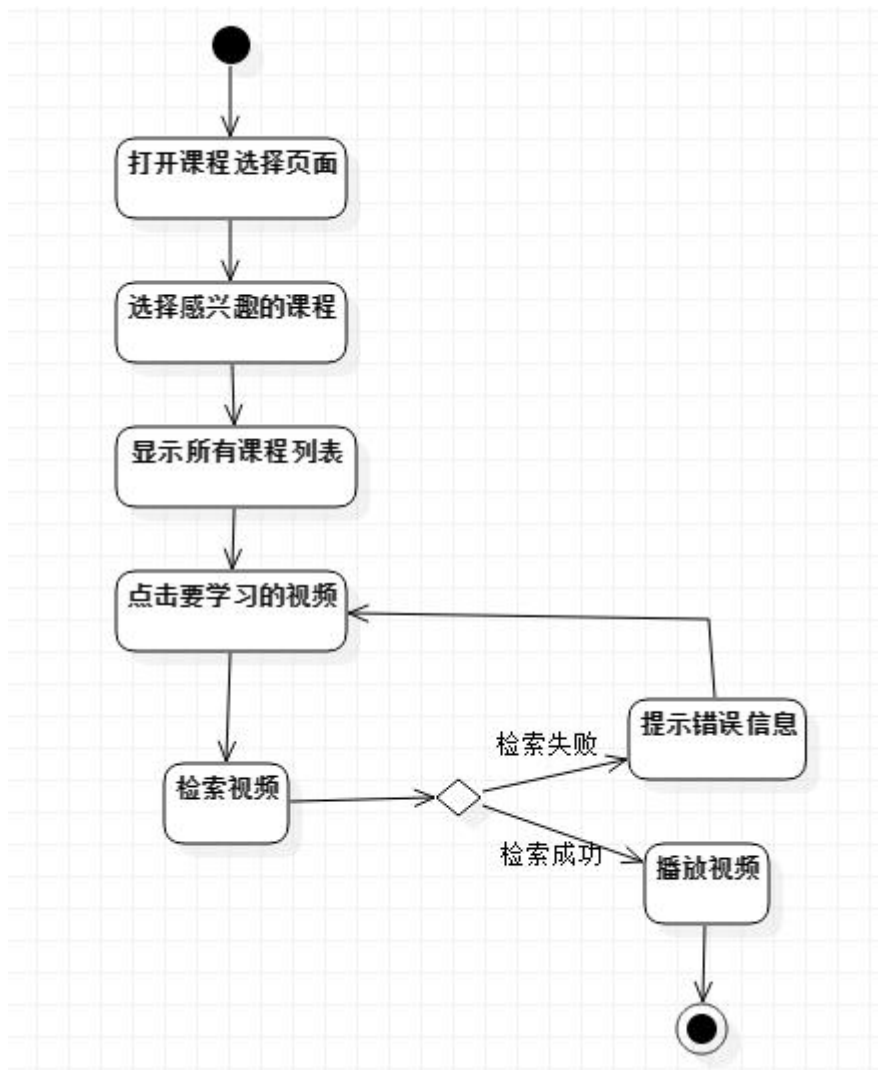 打开课程选择页面
选择感兴趣的课程
显示所有课程列表
点击要学习的视频
提示错误信息
检索失败
检索视频
检索成功
播放视频